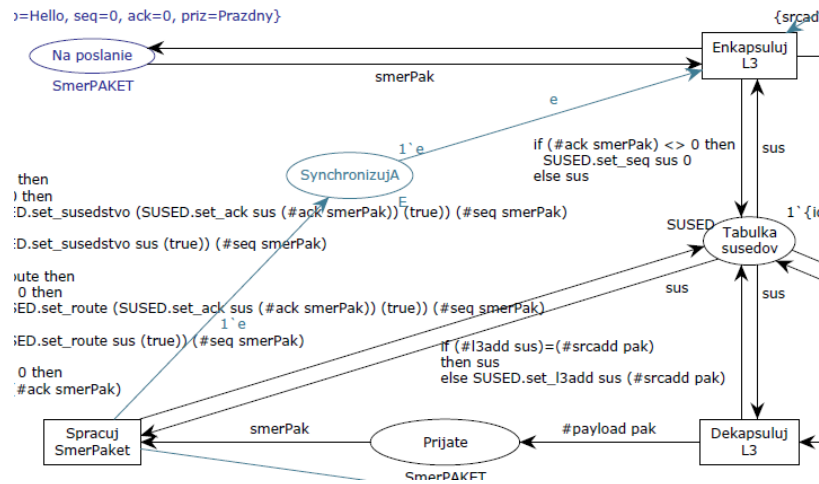 o=Hello, seq=0, ack=0, priz=Prazdny}
{srcad
Na poslanie
SmerPAKET
smerPak
Enkapsuluj
L3
e
1`e
SynchronizujA
E
if (#ack smerPak) <> 0 then
SUSED.set_seq sus 0
else sus
sus
then
) then
ED.set_susedstvo (SUSED.set_ack sus (#ack smerPak)) (true)) (#seq smerPak)
ED.set_susedstvo sus (true)) (#seq smerPak)
SUSED
1`{id
Tabulka
susedov
oute then
0 then
SED.set_route (SUSED.set_ack sus (#ack smerPak)) (true)) (#seq smerPak)
SED.set_route sus (true)) (#seq smerPak)
sus
sus
1`e
0 then
(#ack smerPak)
if (#l3add sus)=(#srcadd pak)
then sus
else SUSED.set_l3add sus (#srcadd pak)
Spracuj
SmerPaket
smerPak
Prijate
SmerPAKET
#payload pak
Dekapsuluj
L3